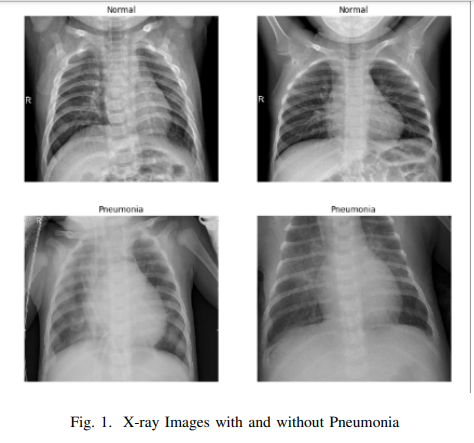 Normal
Normal
R
R
Pneumonia
Pneumonia
R
Fig. 1. X-ray Images with and without Pneumonia